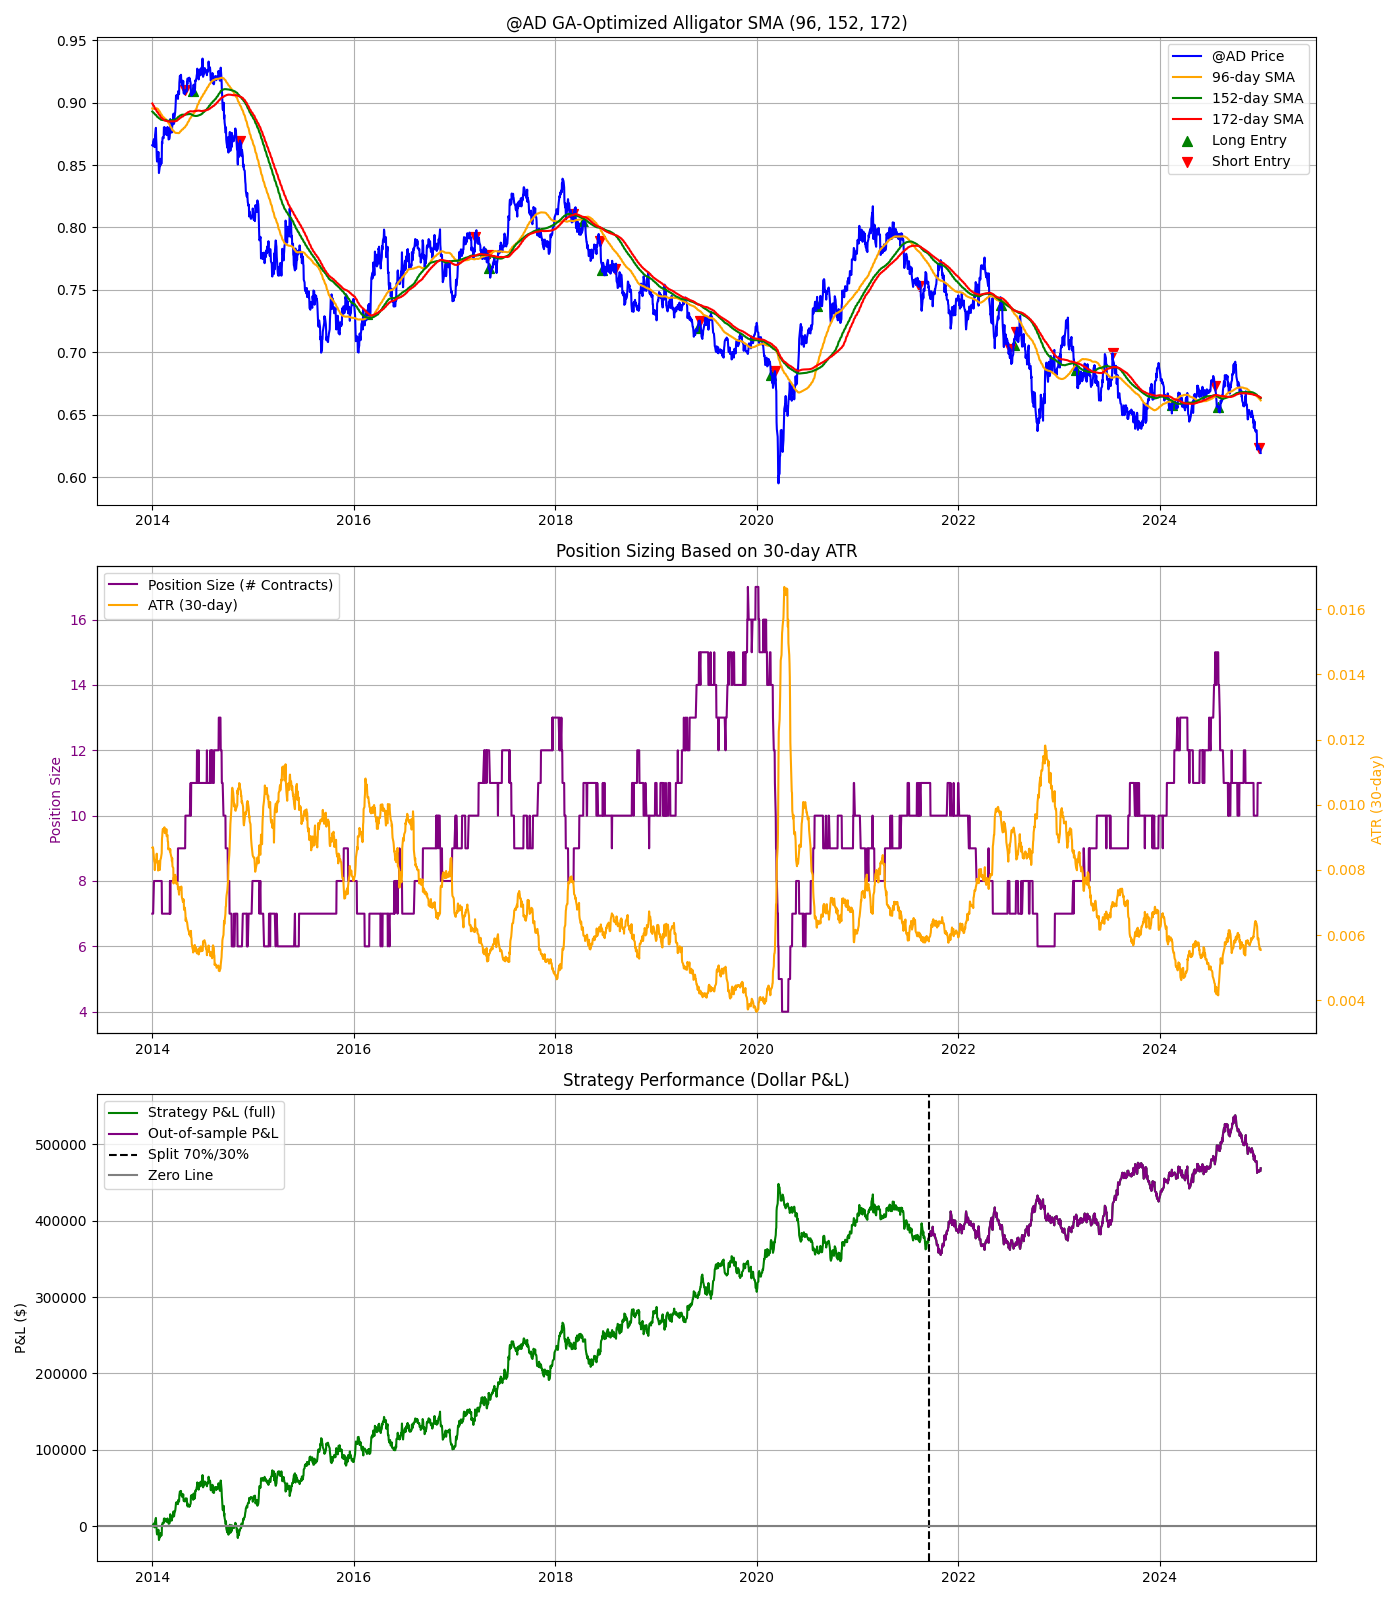 @AD GA-Optimized Alligator SMA (96, 152, 172)
0.95
0.90
0.85
0.80
0.75
0.70
0.65
0.60
@AD Price
96-day SMA
152-day SMA
172-day SMA
Long Entry
Short Entry
2014 2016 2018 2020 2022 2024
Position Sizing Based on 30-day ATR
Position Size (# Contracts)
ATR (30-day)
Position Size
16
14
12
10
8
6
4
0.016
0.014
0.012
0.010
0.008
0.006
0.004
ATR (30-day)
2014 2016 2018 2020 2022 2024
Strategy Performance (Dollar P&L)
Strategy P&L (full)
Out-of-sample P&L
Split 70%/30%
Zero Line
P&L ($)
500000
400000
300000
200000
100000
0
2014 2016 2018 2020 2022 2024